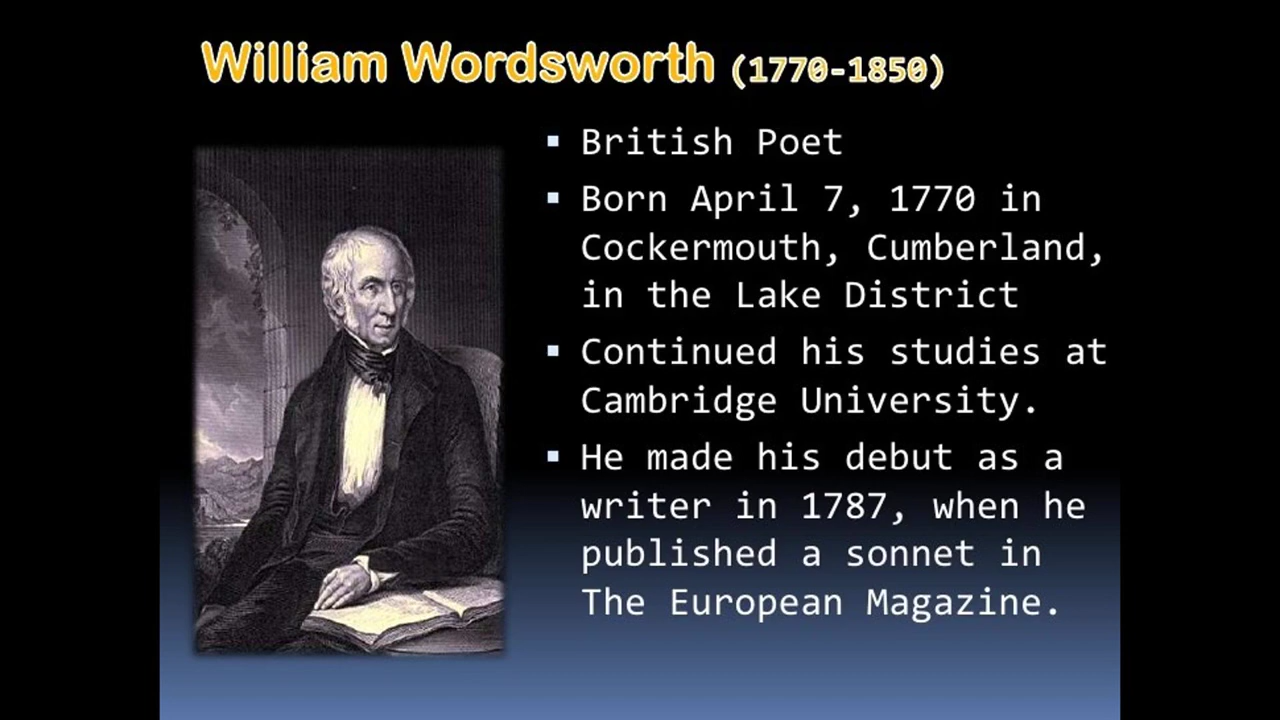 William Wordsworth (1770-1850)
▪ British Poet
▪ Born April 7, 1770 in
Cockermouth, Cumberland,
in the Lake District
▪ Continued his studies at
Cambridge University.
▪ He made his debut as a
writer in 1787, when he
published a sonnet in
The European Magazine.